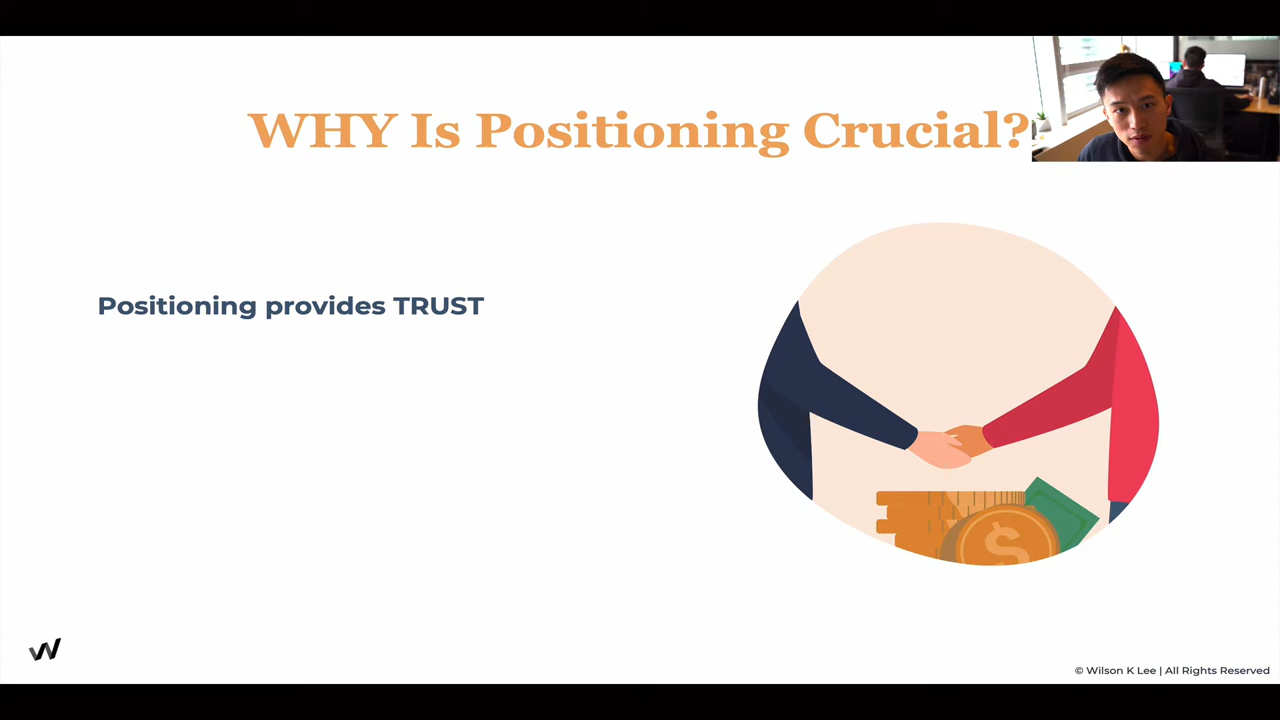 WHY Is Positioning Crucial?
Positioning provides TRUST
$
W
© Wilson K Lee | All Rights Reserved